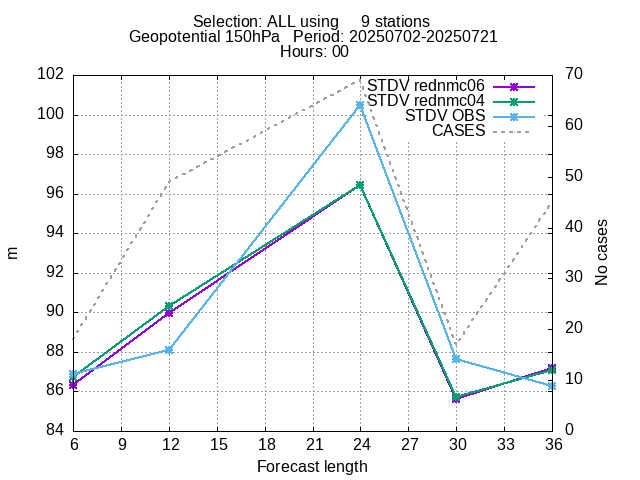 Selection: ALL using     9 stations
Geopotential 150hPa   Period: 20250702-20250721
Hours: 00
STDV rednmc06
STDV rednmc04
STDV OBS
CASES
102
100
98
96
94
92
90
88
86
84
m
70
60
50
40
30
20
10
0
No cases
6 9 12 15 18 21 24 27 30 33 36
Forecast length